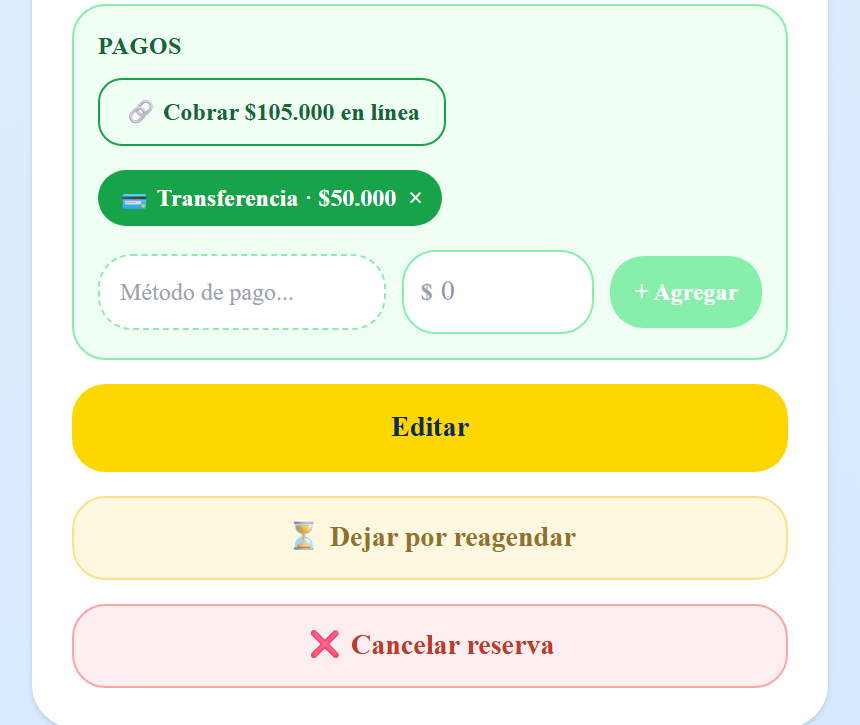 PAGOS
🔗 Cobrar $105.000 en línea
💳 Transferencia · $50.000 ×
Método de pago...
$ 0
+ Agregar
Editar
⏳ Dejar por reagendar
❌ Cancelar reserva